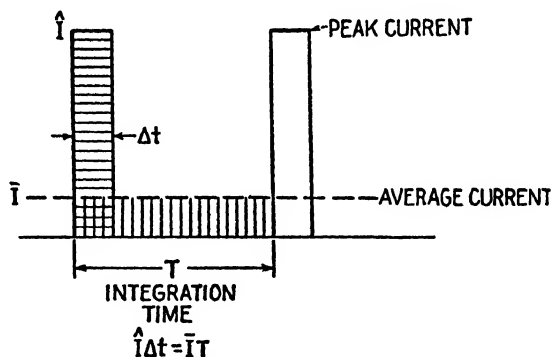 Î
PEAK CURRENT
Δt
Ī
AVERAGE CURRENT
T
INTEGRATION
TIME
ÎΔt = ĪT